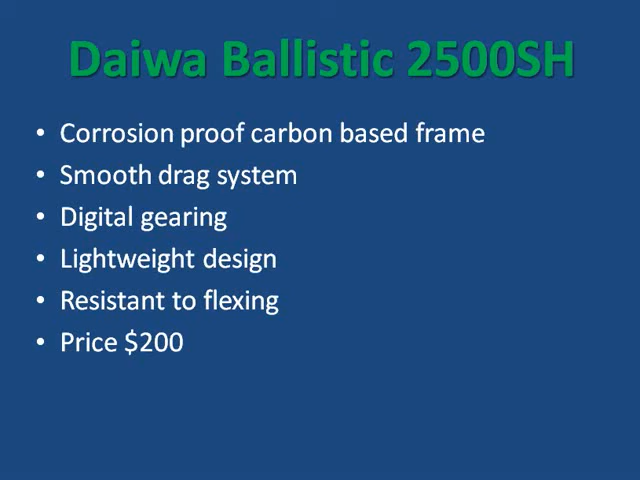 Daiwa Ballistic 2500SH
• Corrosion proof carbon based frame
• Smooth drag system
• Digital gearing
• Lightweight design
• Resistant to flexing
• Price $200